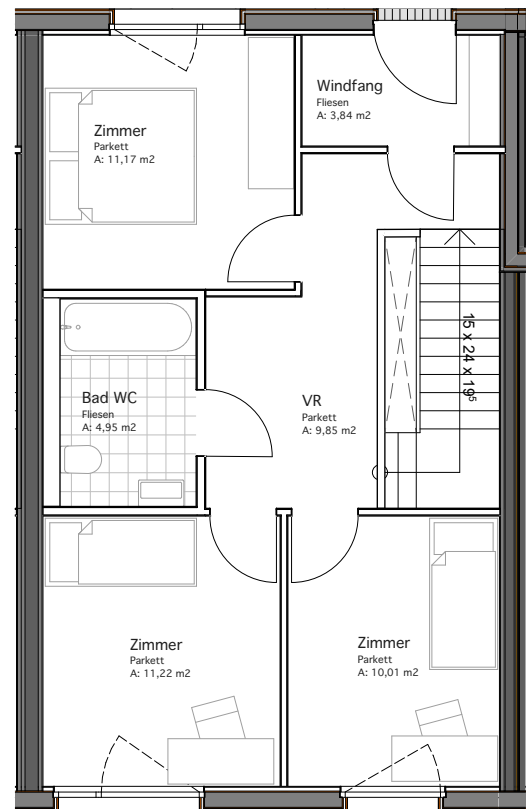 Windfang
Fliesen
A: 3,84 m2
Zimmer
Parkett
A: 11,17 m2
15 x 24 x 19⁵
Bad WC
Fliesen
A: 4,95 m2
VR
Parkett
A: 9,85 m2
Zimmer
Parkett
A: 11,22 m2
Zimmer
Parkett
A: 10,01 m2